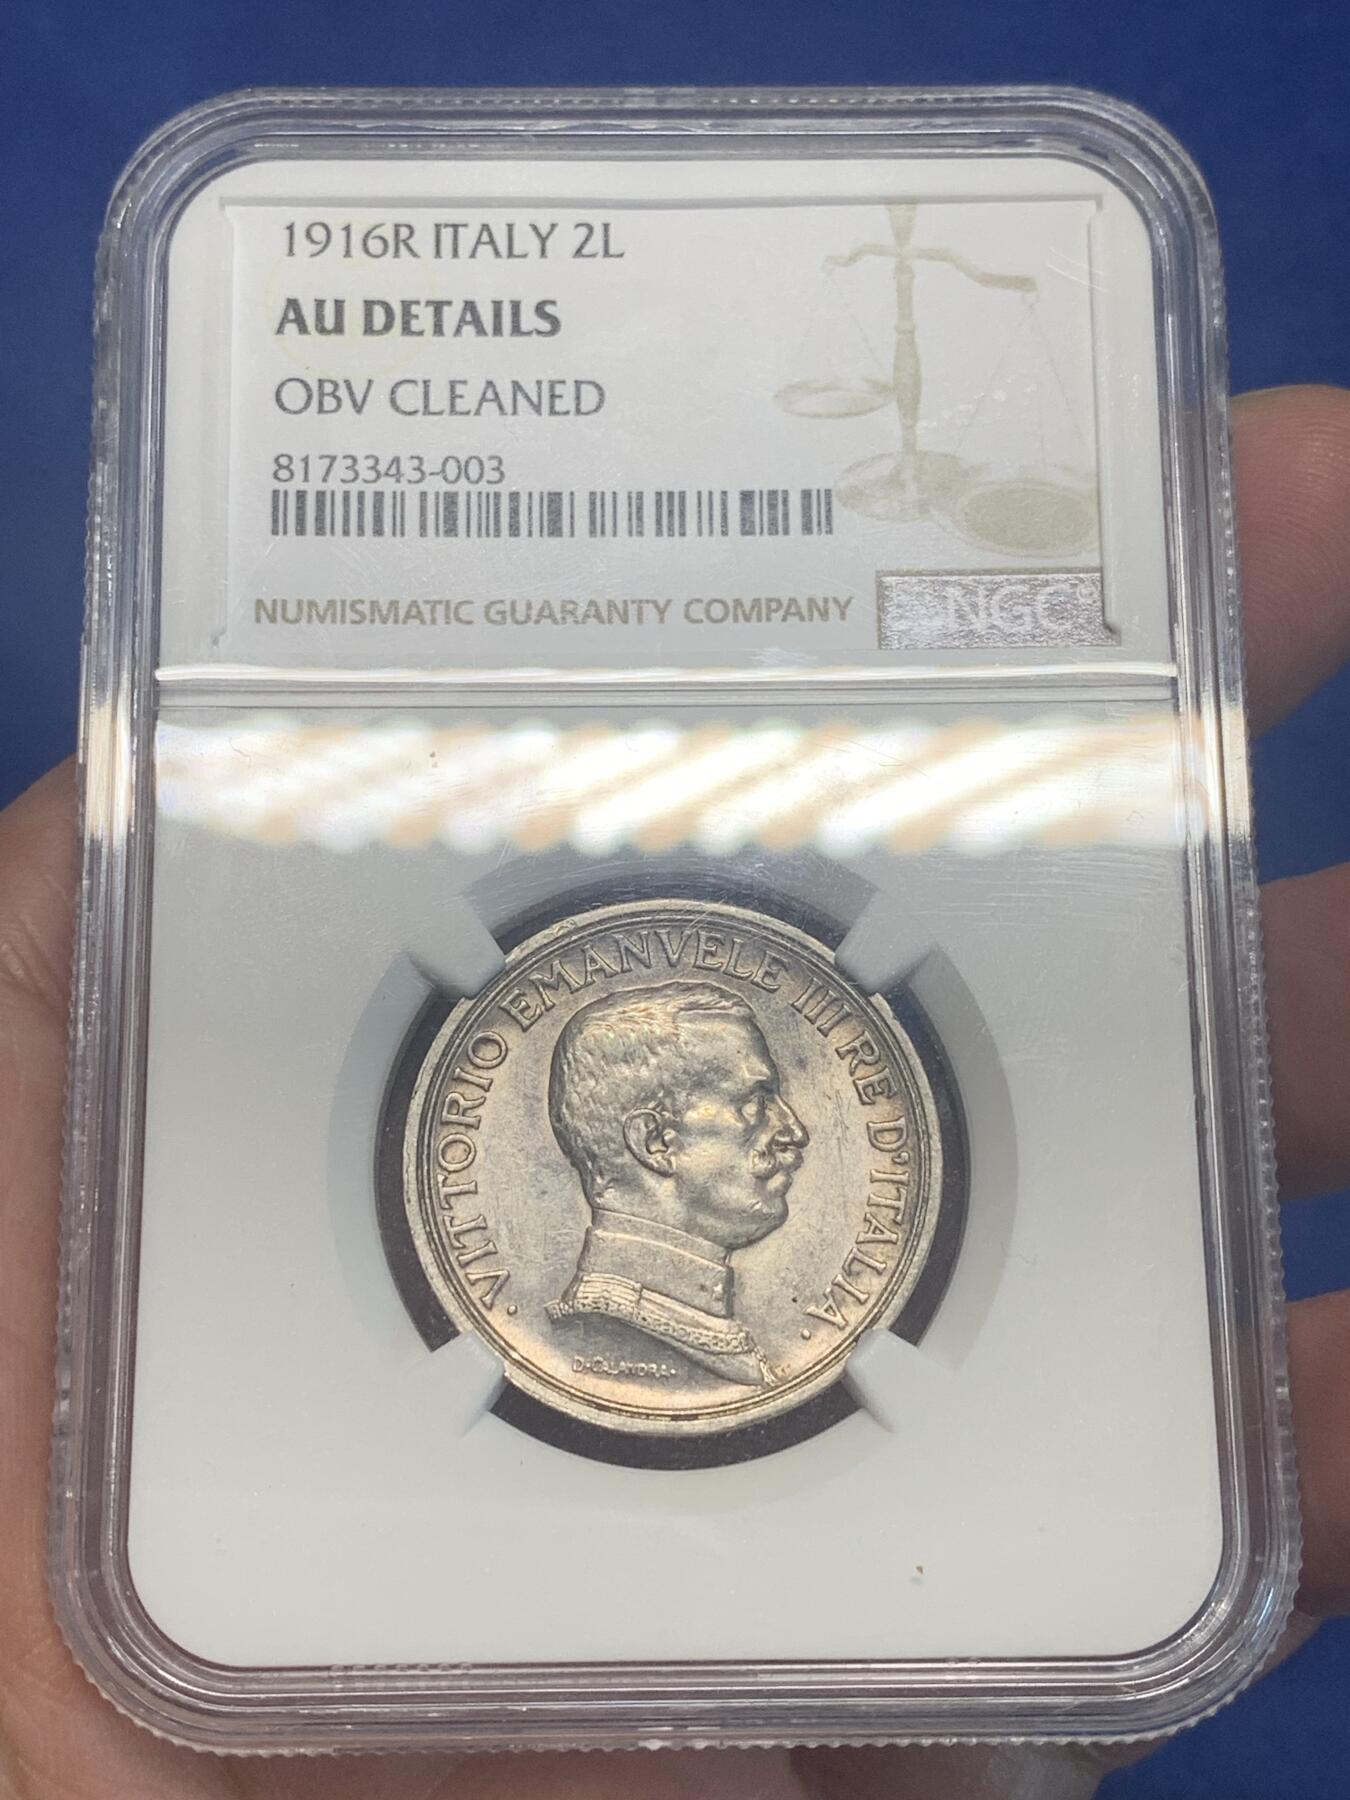 1916R ITALY 2L
AU DETAILS
OBV CLEANED
8173343-003
NUMISMATIC GUARANTY COMPANY
NGC
· VITTORIO EMANVELE III RE D'ITALIA ·
D·CALANDRA·